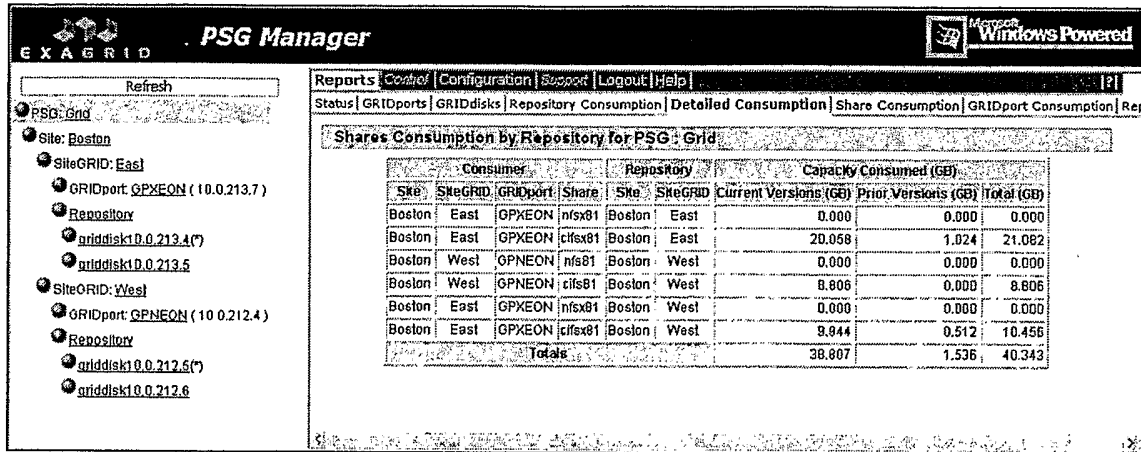 EXAGRID
PSG Manager
Microsoft
Windows Powered
Refresh
PSG: Grid
Site: Boston
SiteGRID: East
GRIDport: GPXEON ( 10.0.213.7 )
Repository
griddisk10.0.213.4(*)
griddisk10.0.213.5
SiteGRID: West
GRIDport: GPNEON ( 10 0.212.4 )
Repository
griddisk10.0.212.5(*)
griddisk10.0.212.6
Reports | Control | Configuration | Support | Logout | Help | [?]
Status | GRIDports | GRIDdisks | Repository Consumption | Detailed Consumption | Share Consumption | GRIDport Consumption | Rep
Shares Consumption by Repository for PSG : Grid
Consumer Repository Capacity Consumed (GB)
Site SiteGRID GRIDport Share Site SiteGRID Current Versions (GB) Prior Versions (GB) Total (GB)
Boston East GPXEON nfsx81 Boston East 0.000 0.000 0.000
Boston East GPXEON cifsx81 Boston East 20.058 1.024 21.082
Boston West GPNEON nfs81 Boston West 0.000 0.000 0.000
Boston West GPNEON cifs81 Boston West 8.806 0.000 8.806
Boston East GPXEON nfsx81 Boston West 0.000 0.000 0.000
Boston East GPXEON cifsx81 Boston West 9.944 0.512 10.456
Totals 38.807 1.536 40.343